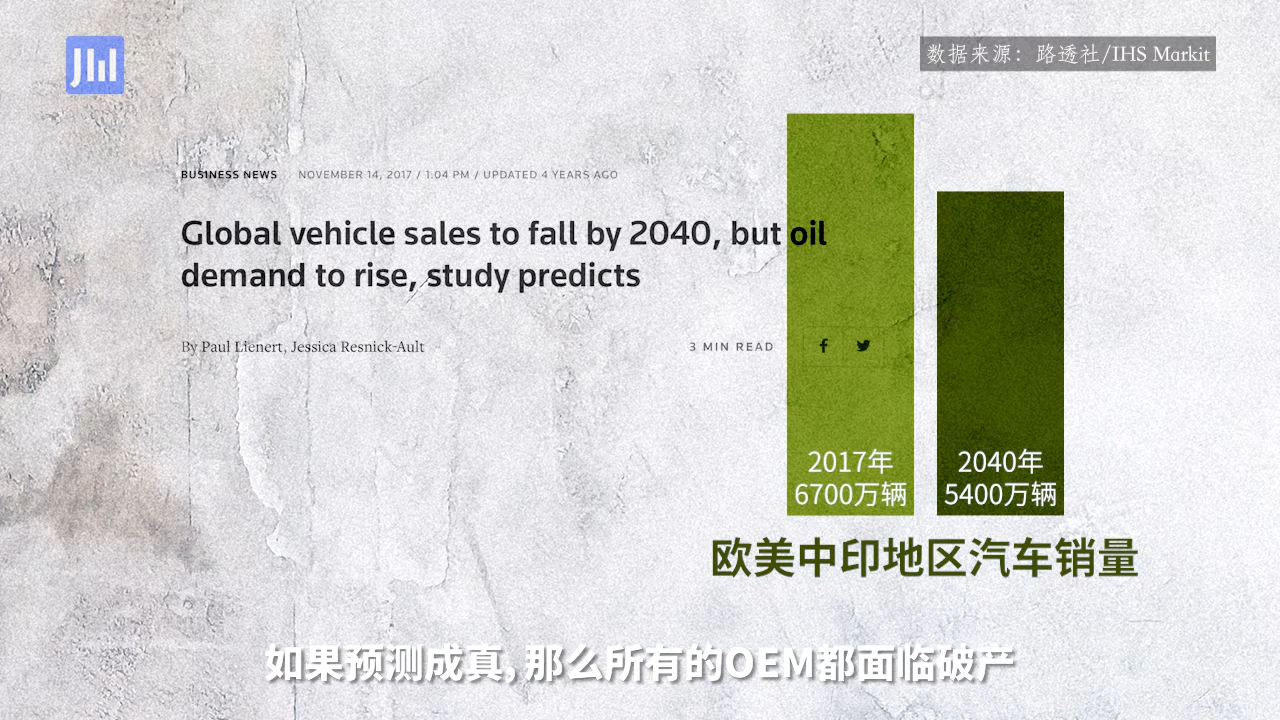 JW
数据来源：路透社/IHS Markit
BUSINESS NEWS NOVEMBER 14, 2017 / 1:04 PM / UPDATED 4 YEARS AGO
Global vehicle sales to fall by 2040, but oil
demand to rise, study predicts
By Paul Lienert, Jessica Resnick-Ault 3 MIN READ
2017年
6700万辆
2040年
5400万辆
欧美中印地区汽车销量
如果预测成真，那么所有的OEM都面临破产